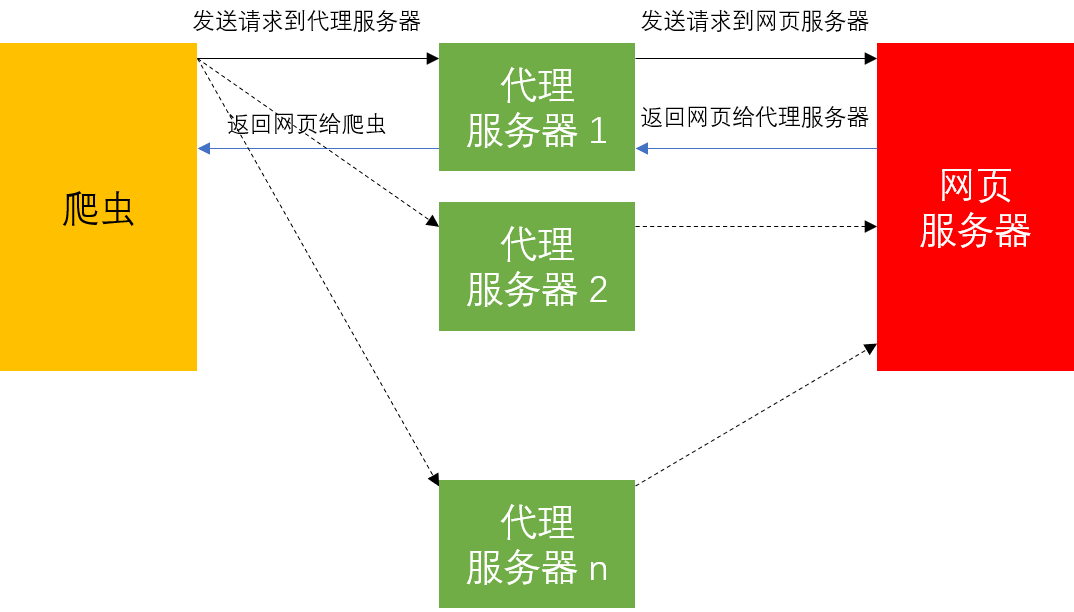 发送请求到代理服务器
发送请求到网页服务器
代理
服务器 1
返回网页给爬虫
返回网页给代理服务器
爬虫
网页
服务器
代理
服务器 2
代理
服务器 n